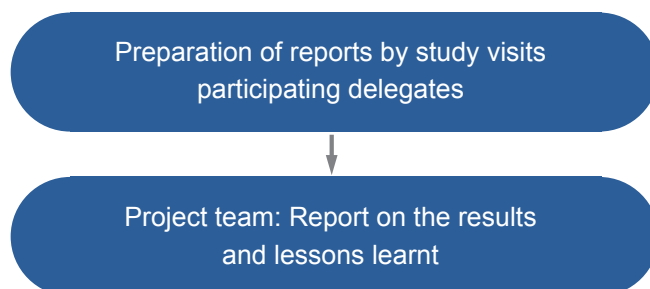 Preparation of reports by study visits
participating delegates
Project team: Report on the results
and lessons learnt